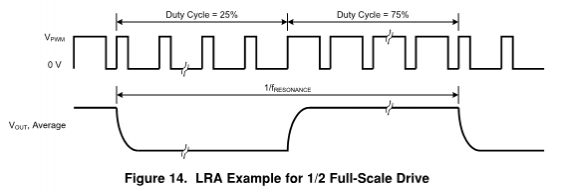 Duty Cycle = 25% Duty Cycle = 75%
VPWM
0 V
1/fRESONANCE
VOUT, Average
Figure 14. LRA Example for 1/2 Full-Scale Drive